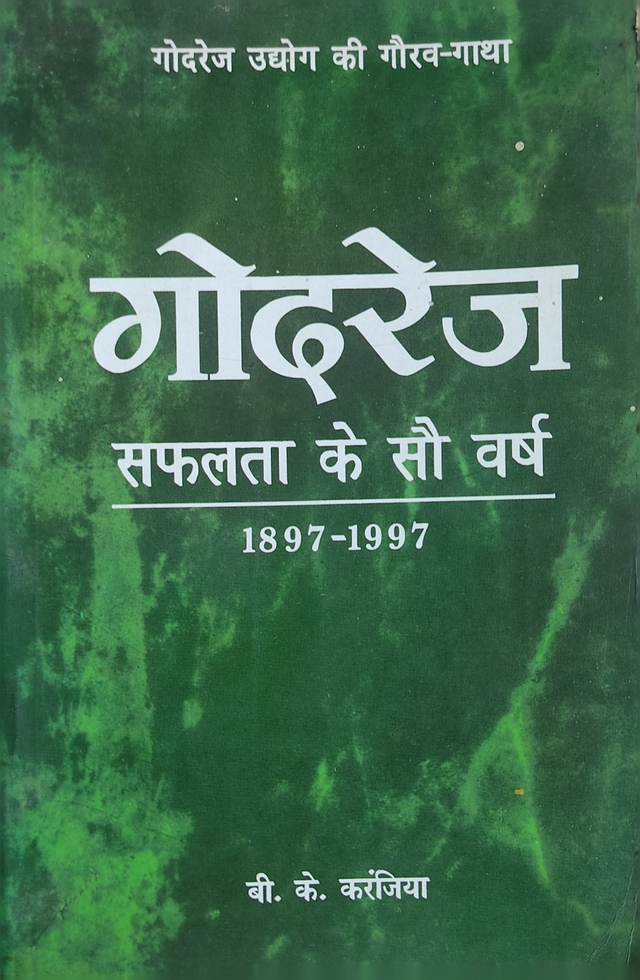 गोदरेज उद्योग की गौरव-गाथा
गोदरेज
सफलता के सौ वर्ष
1897-1997
बी. के. करंजिया